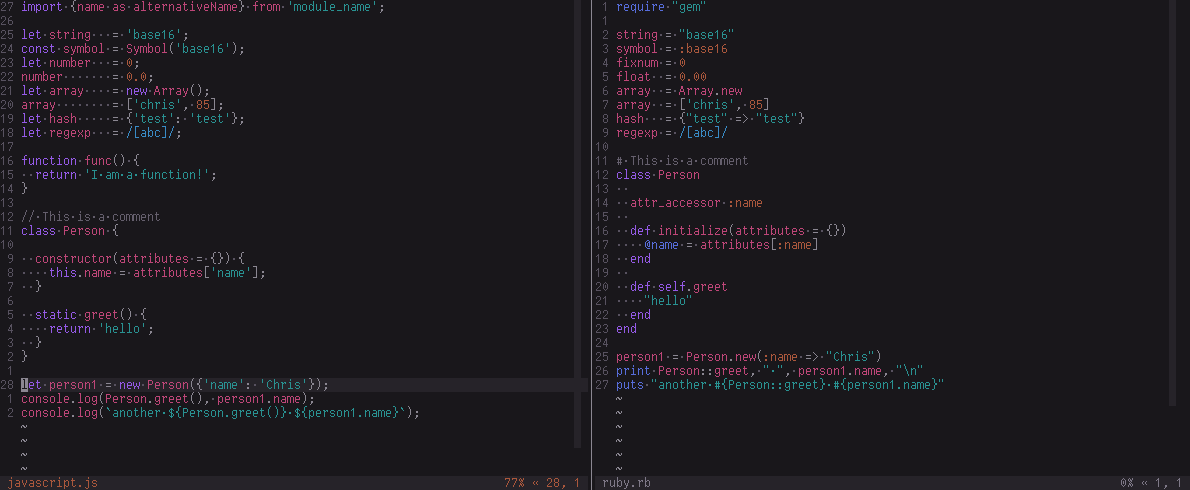 27 import {name as alternativeName} from 'module_name';
26
25 let string···=·'base16';
24 const·symbol·=·Symbol('base16');
23 let·number···=·0;
22 number·······=·0.0;
21 let·array····=·new·Array();
20 array········=·['chris',·85];
19 let·hash·····=·{'test':·'test'};
18 let·regexp···=·/[abc]/;
17
16 function·func()·{
15 ··return·'I·am·a·function!';
14 }
13
12 //·This·is·a·comment
11 class·Person·{
10
9 ··constructor(attributes·=·{})·{
8 ····this.name·=·attributes['name'];
7 ··}
6
5 ··static·greet()·{
4 ····return·'hello';
3 ··}
2 }
1
28 let·person1·=·new·Person({'name':·'Chris'});
1 console.log(Person.greet(),·person1.name);
2 console.log(`another·${Person.greet()}·${person1.name}`);
~
~
~
~
javascript.js 77% « 28, 1
1 require·"gem"
1
2 string·=·"base16"
3 symbol·=·:base16
4 fixnum·=·0
5 float··=·0.00
6 array··=·Array.new
7 array··=·['chris',·85]
8 hash···=·{"test"·=>·"test"}
9 regexp·=·/[abc]/
10
11 #·This·is·a·comment
12 class·Person
13 ··
14 ··attr_accessor·:name
15 ··
16 ··def·initialize(attributes·=·{})
17 ····@name·=·attributes[:name]
18 ··end
19 ··
20 ··def·self.greet
21 ····"hello"
22 ··end
23 end
24
25 person1·=·Person.new(:name·=>·"Chris")
26 print·Person::greet,·"·",·person1.name,·"\n"
27 puts·"another·#{Person::greet}·#{person1.name}"
~
~
~
~
~
~
ruby.rb 0% « 1, 1